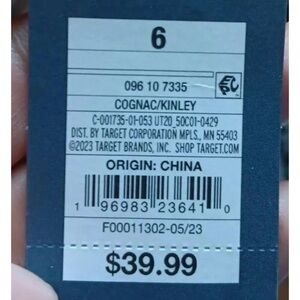 6
096 10 7335
COGNAC/KINLEY
C-001735-01-053 UT20_50C01-0429
DIST. BY TARGET CORPORATION MPLS., MN 55403
©2023 TARGET BRANDS, INC. SHOP TARGET.COM
ORIGIN: CHINA
1 96983 23641 0
F00011302-05/23
$39.99